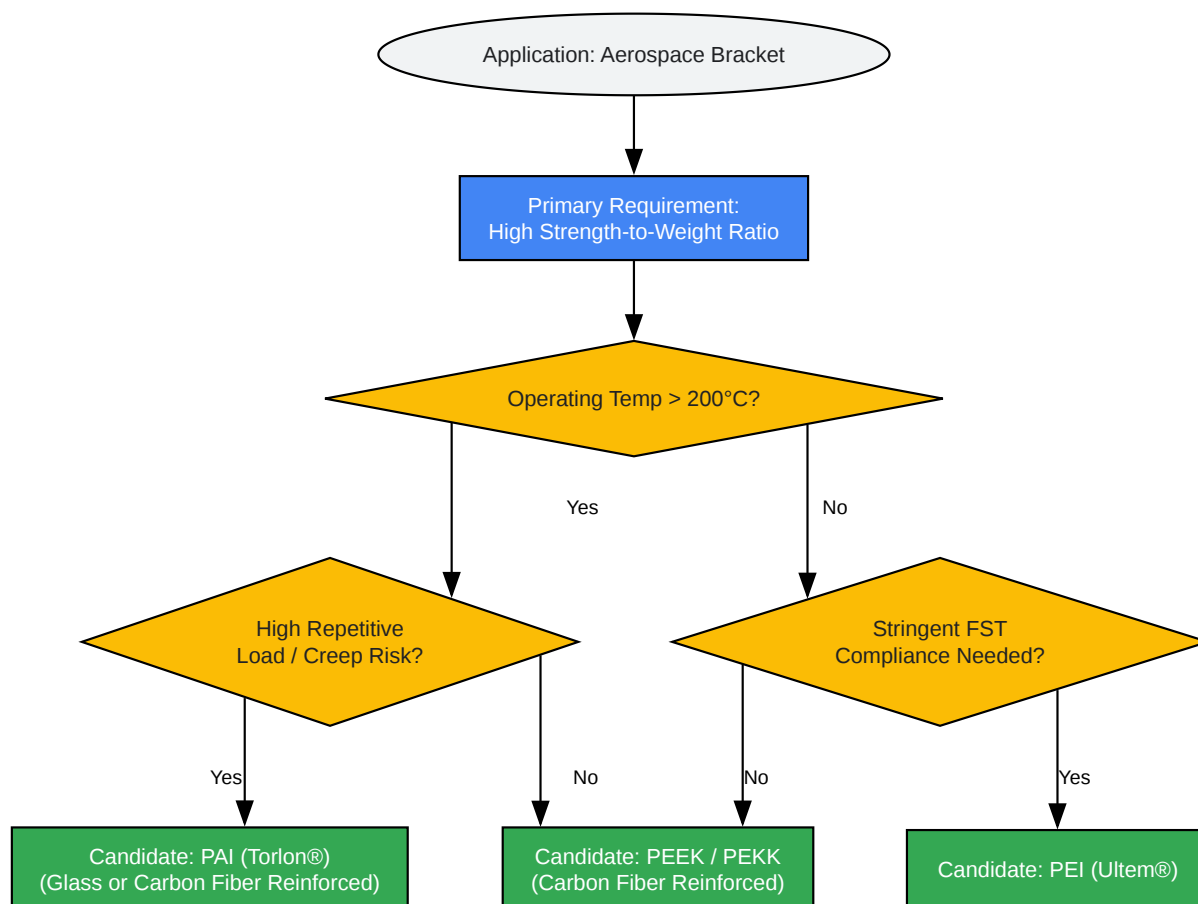 Application: Aerospace Bracket
Primary Requirement:
High Strength-to-Weight Ratio
Operating Temp > 200°C?
Yes
No
High Repetitive
Load / Creep Risk?
Stringent FST
Compliance Needed?
Yes
No
No
Yes
Candidate: PAI (Torlon®)
(Glass or Carbon Fiber Reinforced)
Candidate: PEEK / PEKK
(Carbon Fiber Reinforced)
Candidate: PEI (Ultem®)